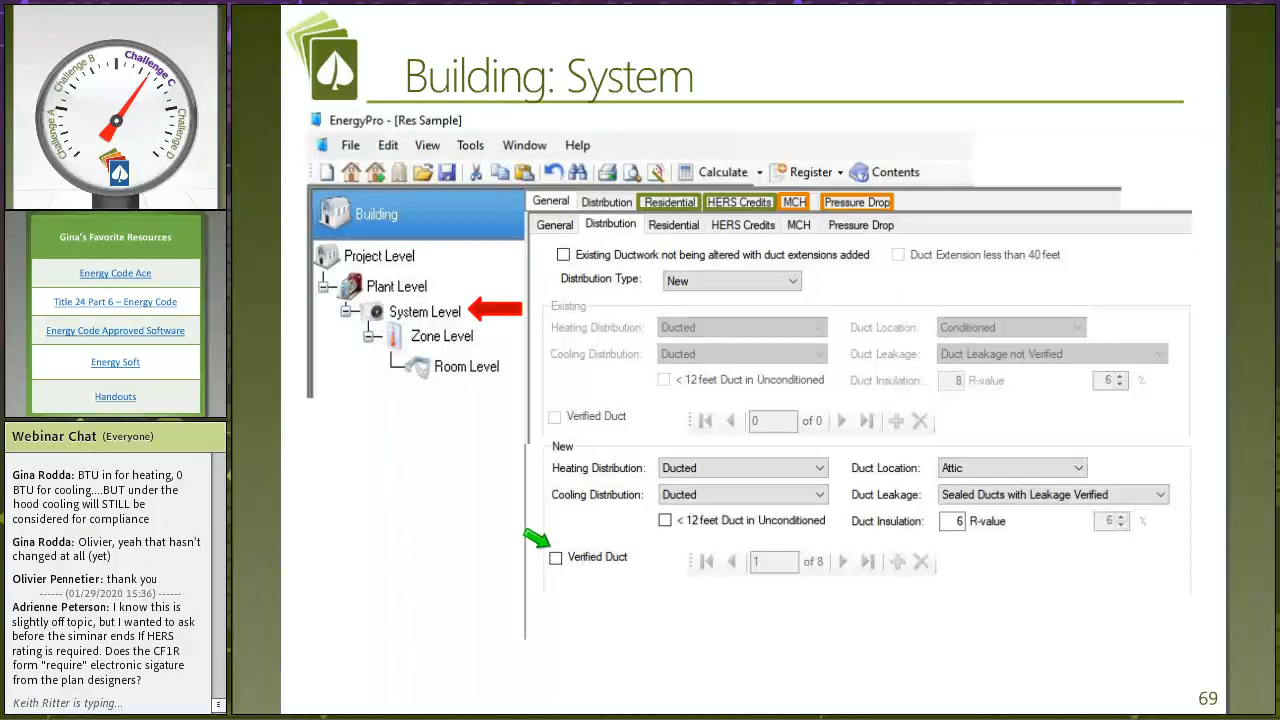 Challenge A
Challenge B
Challenge C
Challenge D
Gina's Favorite Resources
Energy Code Ace
Title 24 Part 6 – Energy Code
Energy Code Approved Software
Energy Soft
Handouts
Webinar Chat (Everyone)
Gina Rodda: BTU in for heating, 0
BTU for cooling....BUT under the
hood cooling will STILL be
considered for compliance
Gina Rodda: Olivier, yeah that hasn't
changed at all (yet)
Olivier Pennetier: thank you
------ (01/29/2020 15:36) ------
Adrienne Peterson: I know this is
slightly off topic, but I wanted to ask
before the siminar ends If HERS
rating is required. Does the CF1R
form "require" electronic sigature
from the plan designers?
Keith Ritter is typing...
Building: System
EnergyPro - [Res Sample]
File Edit View Tools Window Help
Calculate Register Contents
Building
Project Level
Plant Level
System Level
Zone Level
Room Level
General Distribution Residential HERS Credits MCH Pressure Drop
General Distribution Residential HERS Credits MCH Pressure Drop
Existing Ductwork not being altered with duct extensions added Duct Extension less than 40 feet
Distribution Type: New
Existing
Heating Distribution: Ducted Duct Location: Conditioned
Cooling Distribution: Ducted Duct Leakage: Duct Leakage not Verified
< 12 feet Duct in Unconditioned Duct Insulation: 8 R-value 6 %
Verified Duct 0 of 0
New
Heating Distribution: Ducted Duct Location: Attic
Cooling Distribution: Ducted Duct Leakage: Sealed Ducts with Leakage Verified
< 12 feet Duct in Unconditioned Duct Insulation: 6 R-value 6 %
Verified Duct 1 of 8
69